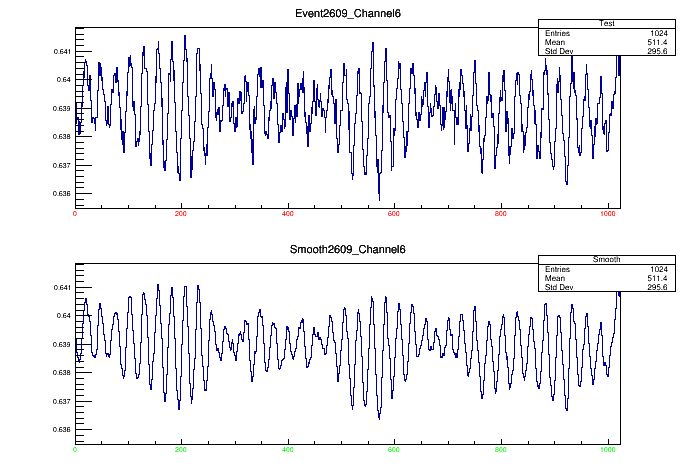 Event2609_Channel6
Test
Entries 1024
Mean 511.4
Std Dev 295.6
0.641
0.64
0.639
0.638
0.637
0.636
0 200 400 600 800 1000
Smooth2609_Channel6
Smooth
Entries 1024
Mean 511.4
Std Dev 295.6
0.641
0.64
0.639
0.638
0.637
0.636
0 200 400 600 800 1000